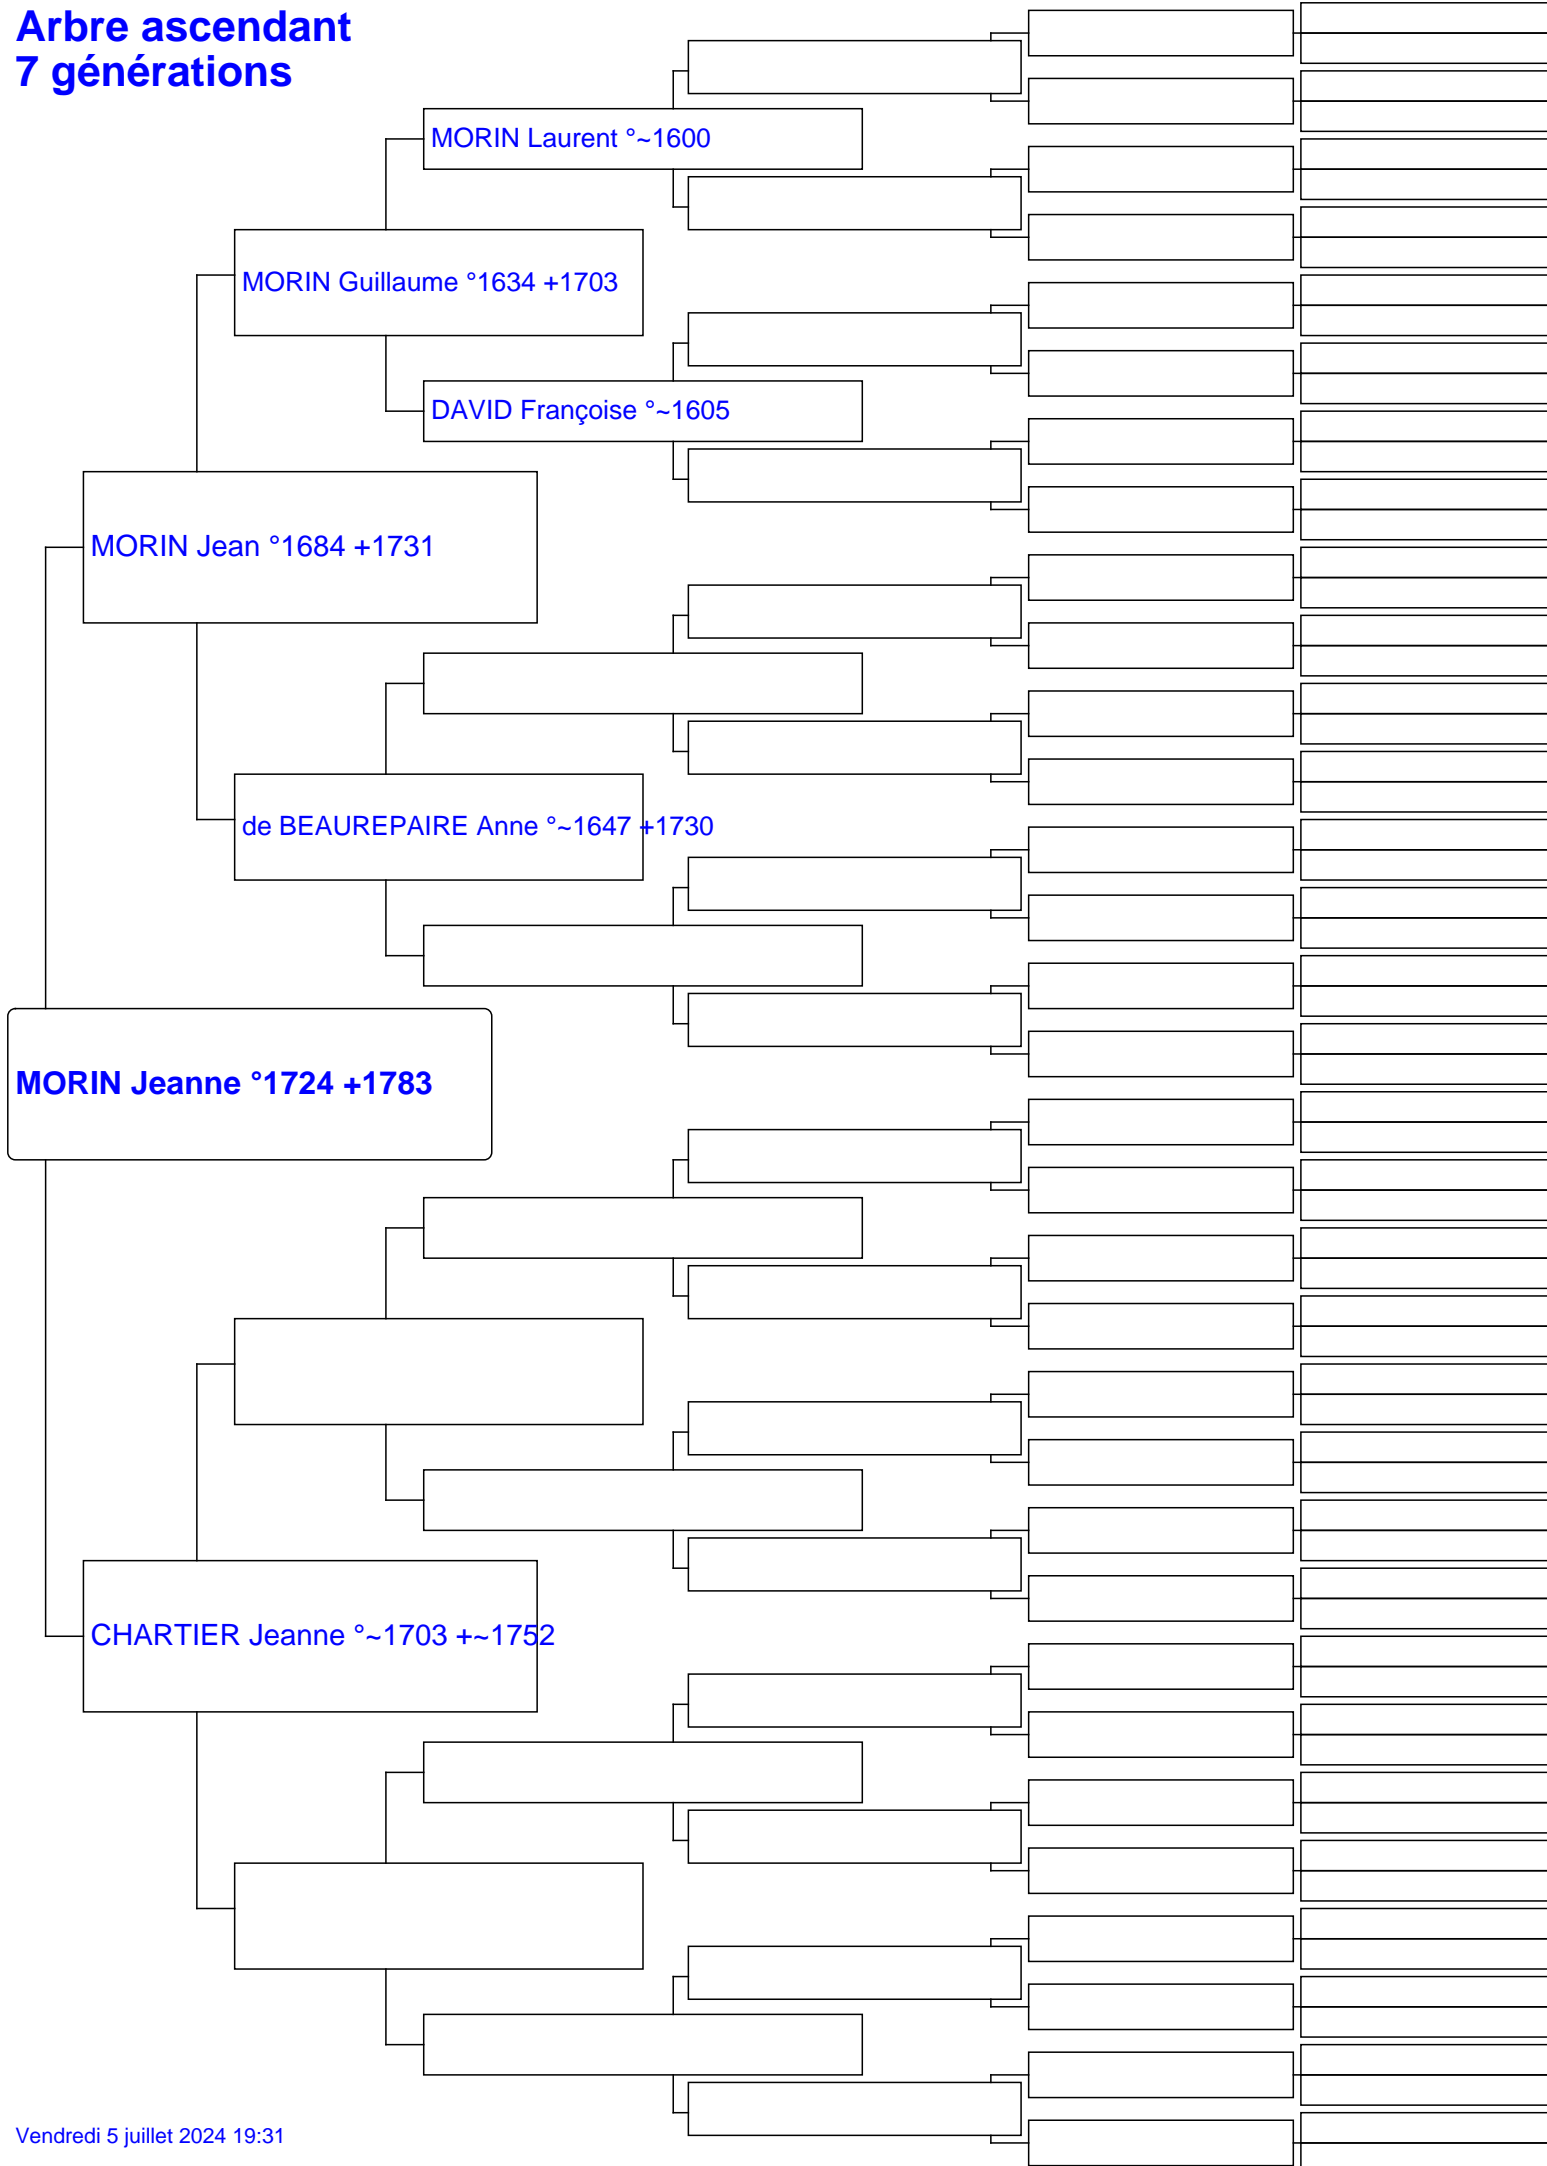 Arbre ascendant
7 générations
MORIN Laurent °~1600
MORIN Guillaume °1634 +1703
DAVID Françoise °~1605
MORIN Jean °1684 +1731
de BEAUREPAIRE Anne °~1647 +1730
MORIN Jeanne °1724 +1783
CHARTIER Jeanne °~1703 +~1752
Vendredi 5 juillet 2024 19:31